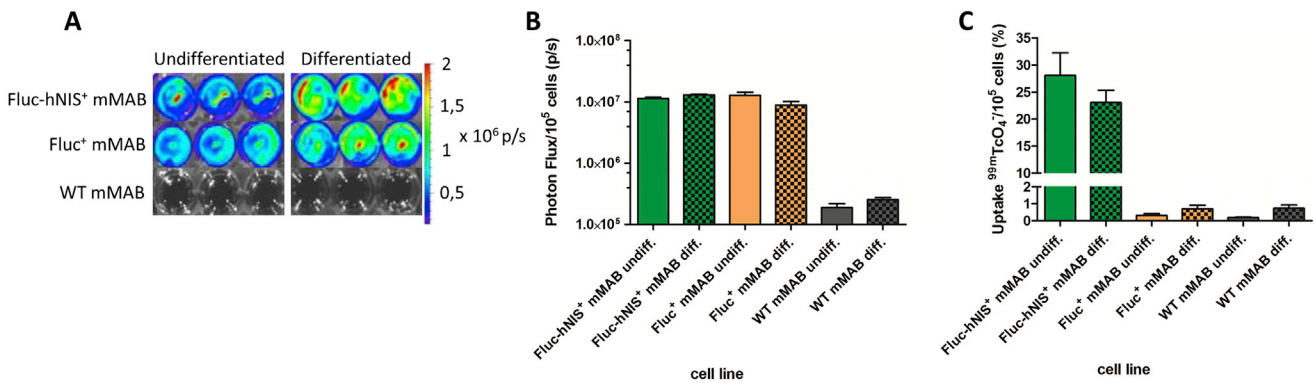 A
Undifferentiated Differentiated
Fluc-hNIS⁺ mMAB
Fluc⁺ mMAB
WT mMAB
2
1,5
1
0,5
x 10⁶ p/s
B
Photon Flux/10⁵ cells (p/s)
1.0×10⁸
1.0×10⁷
1.0×10⁶
1.0×10⁵
Fluc-hNIS⁺ mMAB undiff.
Fluc-hNIS⁺ mMAB diff.
Fluc⁺ mMAB undiff.
Fluc⁺ mMAB diff.
WT mMAB undiff.
WT mMAB diff.
cell line
C
Uptake ⁹⁹ᵐTcO₄⁻/10⁵ cells (%)
35
30
25
20
15
10
2
1
0
Fluc-hNIS⁺ mMAB undiff.
Fluc-hNIS⁺ mMAB diff.
Fluc⁺ mMAB undiff.
Fluc⁺ mMAB diff.
WT mMAB undiff.
WT mMAB diff.
cell line